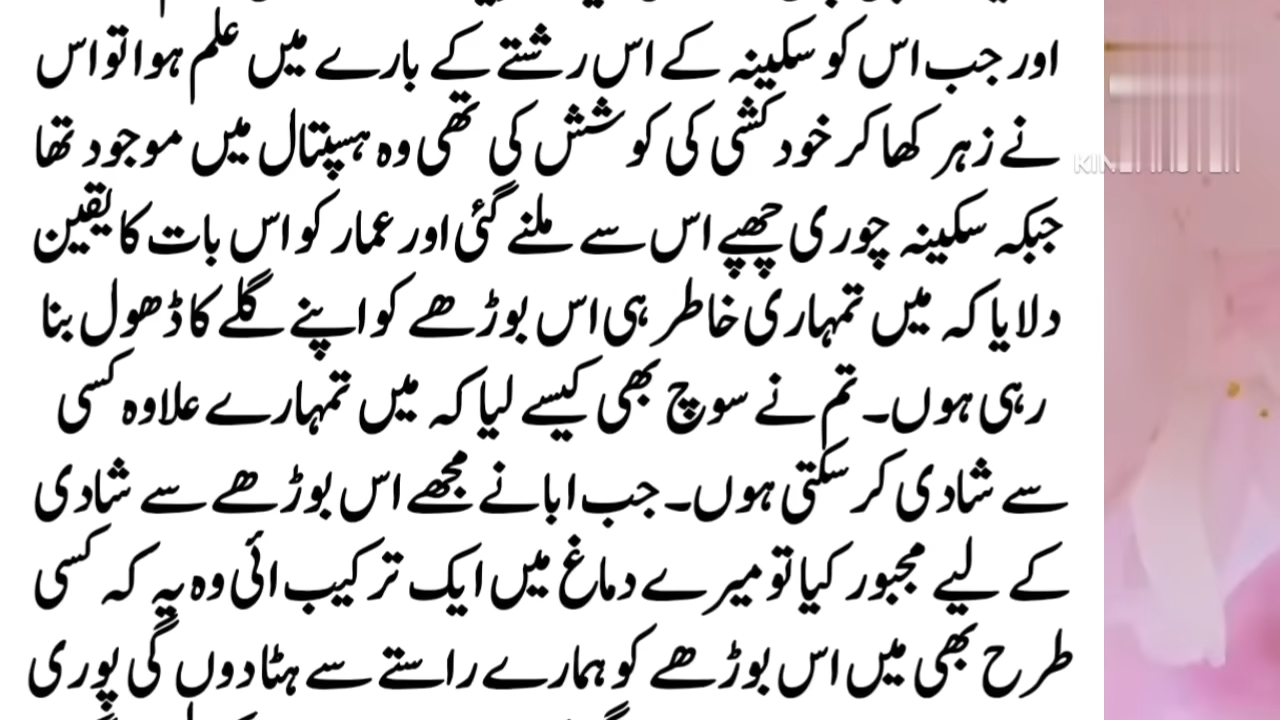 اور جب اس کو سکینہ کے اس رشتے کے بارے میں علم ہوا تو اس
نے زہر کھا کر خود کشی کی کوشش کی تھی وہ ہسپتال میں موجود تھا
جبکہ سکینہ چوری چھپے اس سے ملنے گئی اور عمار کو اس بات کا یقین
دلایا کہ میں تمہاری خاطر ہی اس بوڑھے کو اپنے گلے کا ڈھول بنا
رہی ہوں۔ تم نے سوچ بھی کیسے لیا کہ میں تمہارے علاوہ کسی
سے شادی کر سکتی ہوں۔ جب ابا نے مجھے اس بوڑھے سے شادی
کے لیے مجبور کیا تو میرے دماغ میں ایک ترکیب ائی وہ یہ کہ کسی
طرح بھی میں اس بوڑھے کو ہمارے راستے سے ہٹا دوں گی پوری
KINEMASTER